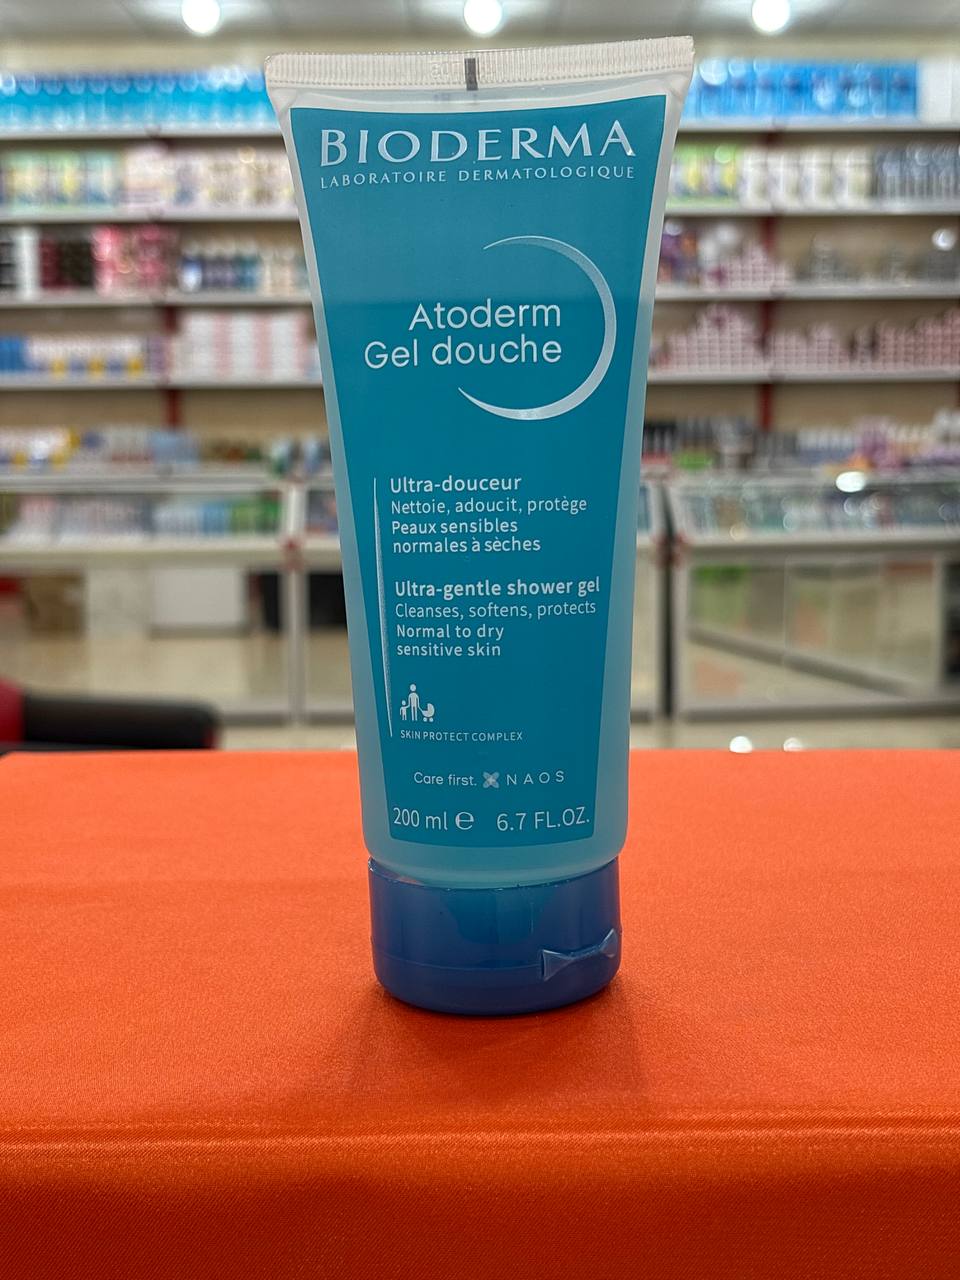 BIODERMA
LABORATOIRE DERMATOLOGIQUE
Atoderm
Gel douche
Ultra-douceur
Nettoie, adoucit, protège
Peaux sensibles
normales à sèches
Ultra-gentle shower gel
Cleanses, softens, protects
Normal to dry
sensitive skin
SKIN PROTECT COMPLEX
Care first. NAOS
200 ml ℮ 6.7 FL.OZ.